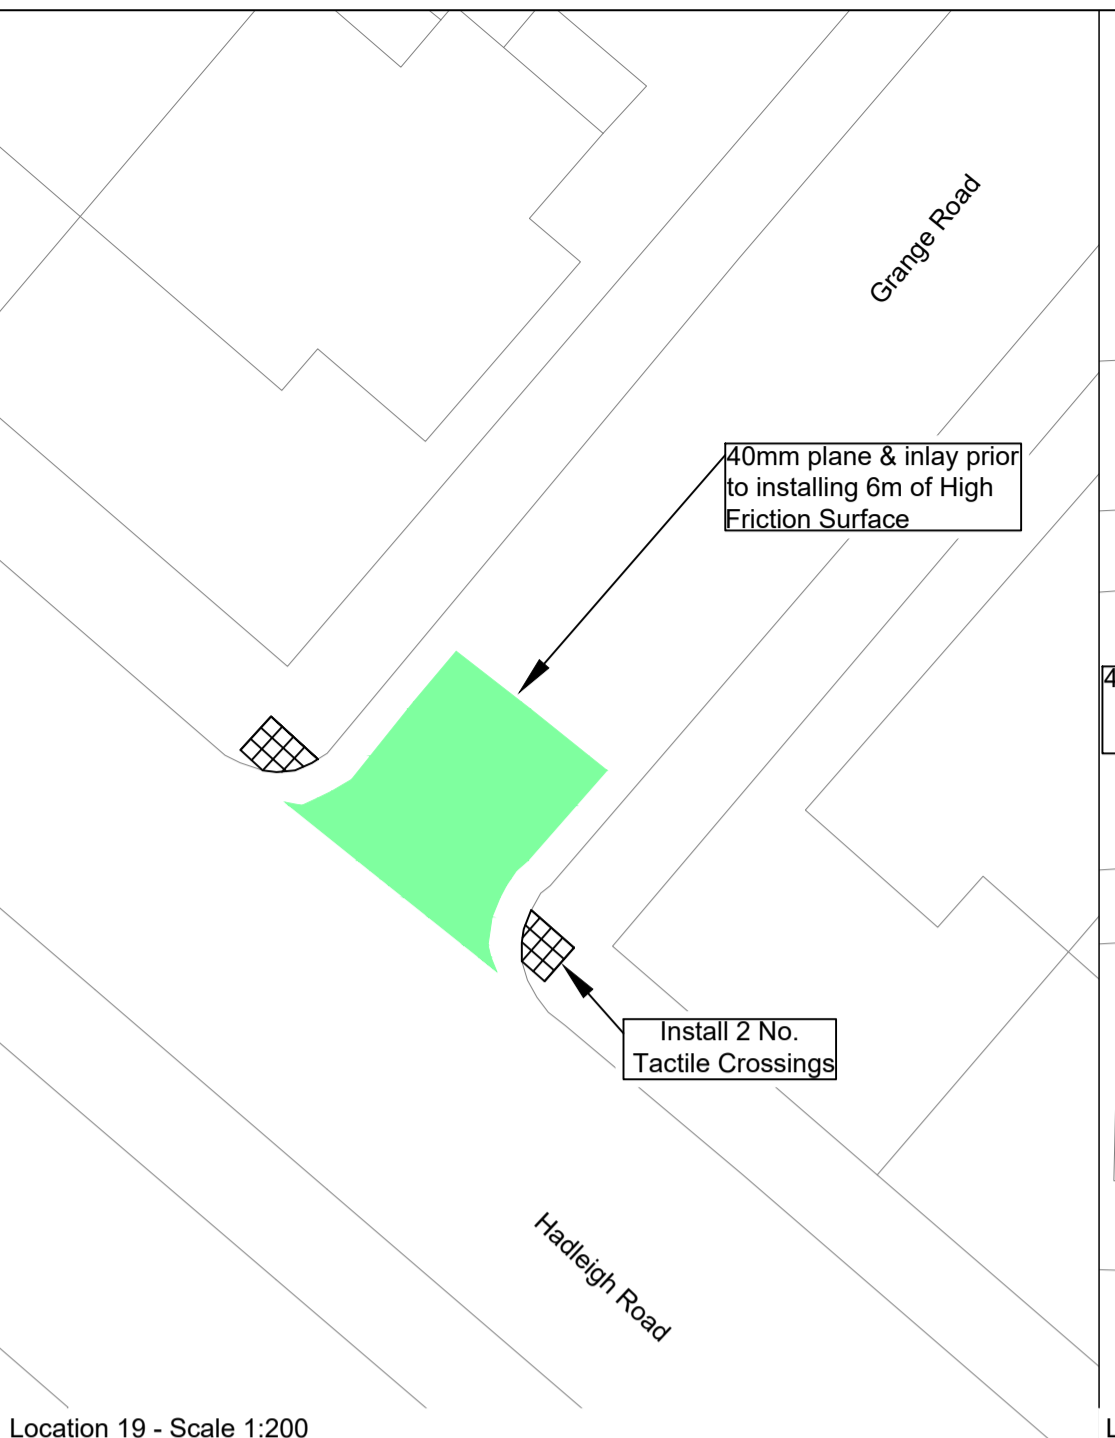 Grange Road
40mm plane & inlay prior
to installing 6m of High
Friction Surface
4
Install 2 No.
Tactile Crossings
Hadleigh Road
Location 19 - Scale 1:200
L